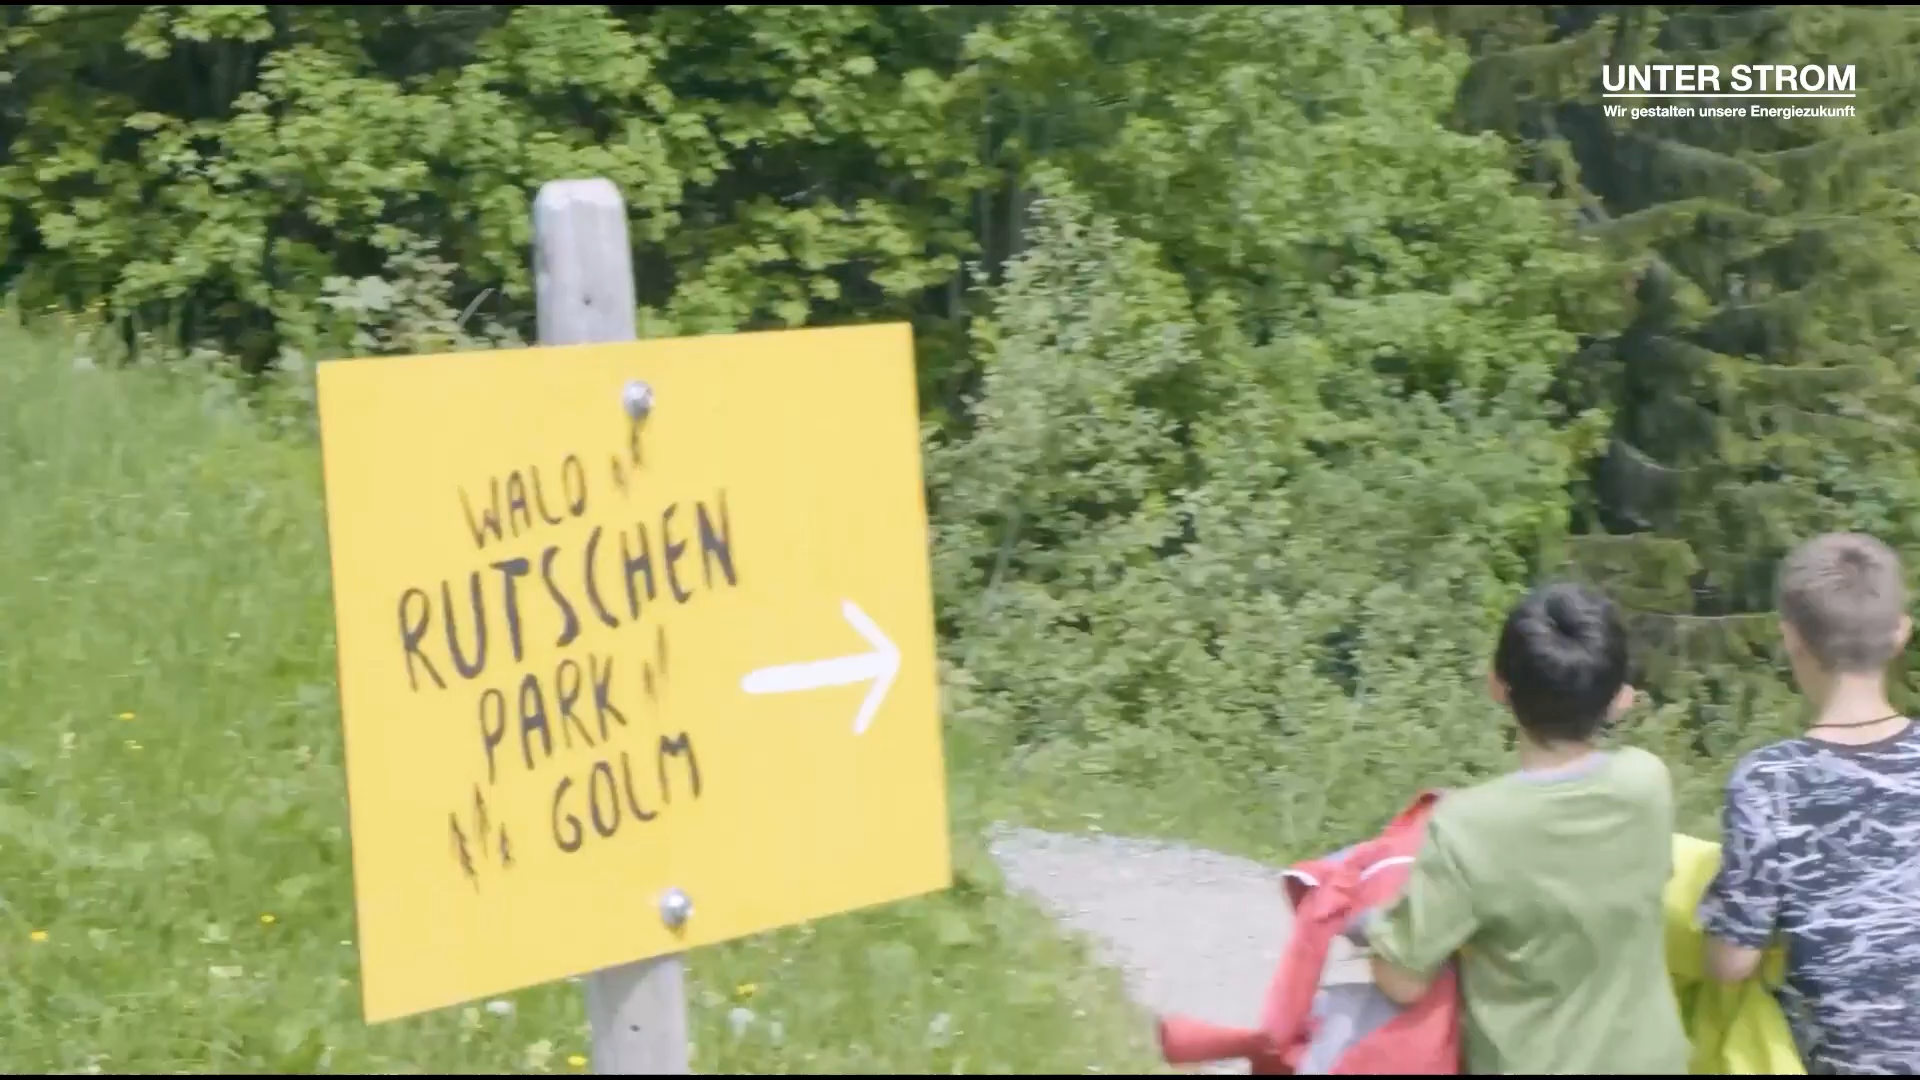 UNTER STROM
Wir gestalten unsere Energiezukunft
WALD
RUTSCHEN
PARK
GOLM